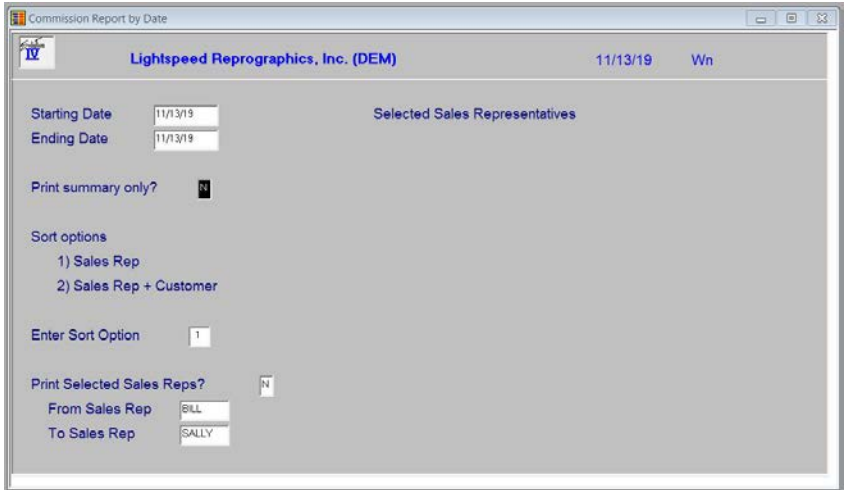 Commission Report by Date
IV
Lightspeed Reprographics, Inc. (DEM) 11/13/19 Wn
Starting Date 11/13/19 Selected Sales Representatives
Ending Date 11/13/19
Print summary only? N
Sort options
1) Sales Rep
2) Sales Rep + Customer
Enter Sort Option 1
Print Selected Sales Reps? N
From Sales Rep BILL
To Sales Rep SALLY